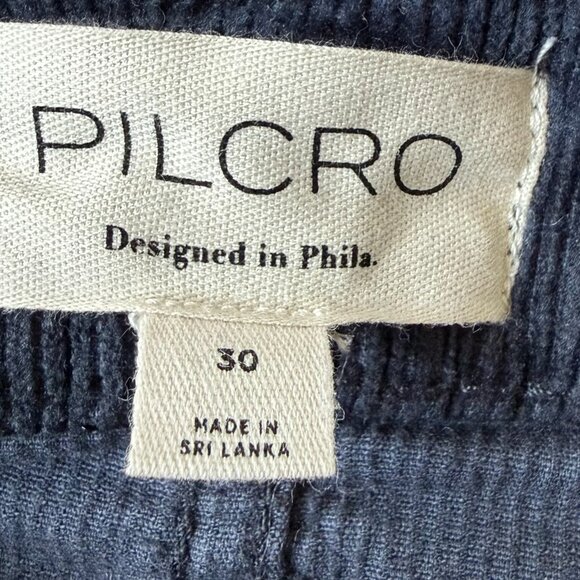 PILCRO
Designed in Phila.
30
MADE IN
SRI LANKA